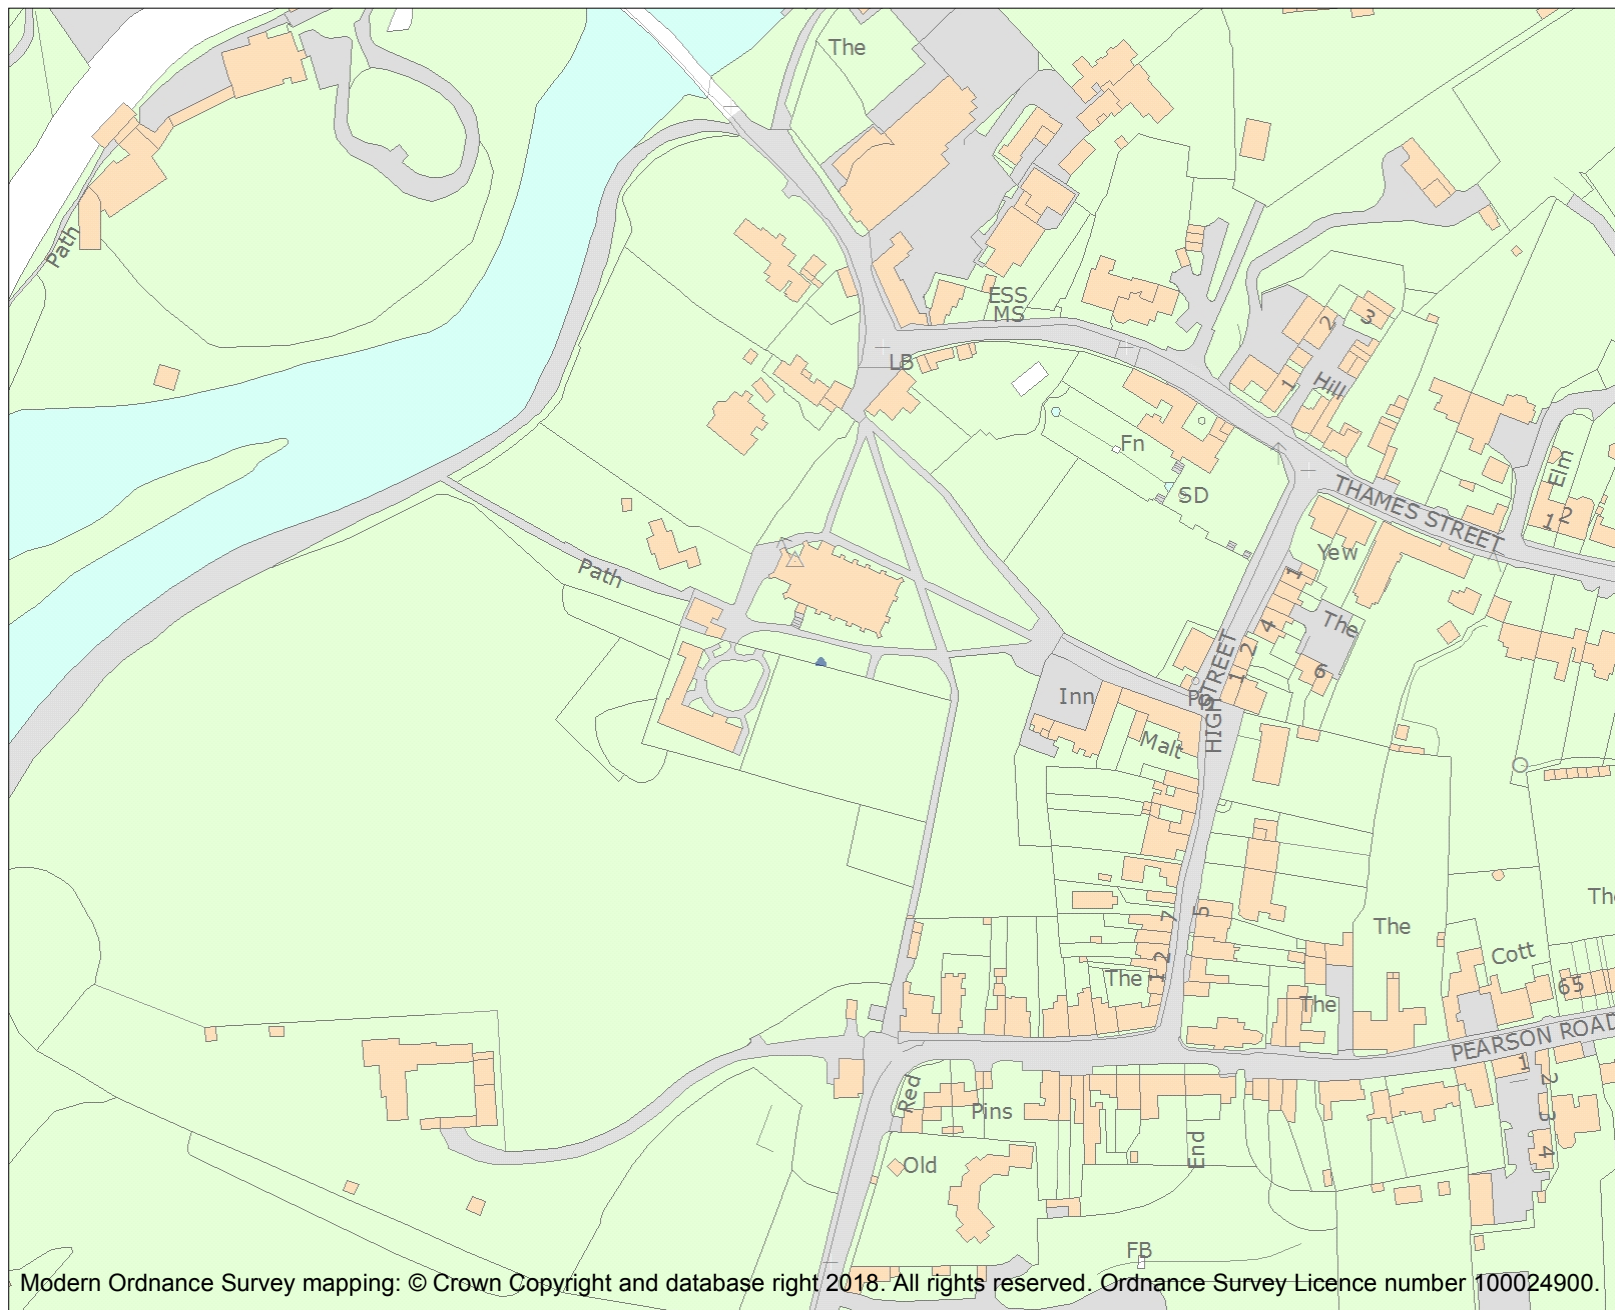 The
Path
ESS
MS
LB
2
3
1
Hill
Fn
SD
Elm
THAMES STREET
1
2
Yew
Path
1
The
4
2
6
1
HIGH STREET
Inn
Malt
The
The
7
5
Cott
2
The
1
65
The
PEARSON ROAD
1
2
Red
Pins
3
End
4
Old
FB
Modern Ordnance Survey mapping: © Crown Copyright and database right 2018. All rights reserved. Ordnance Survey Licence number 100024900.